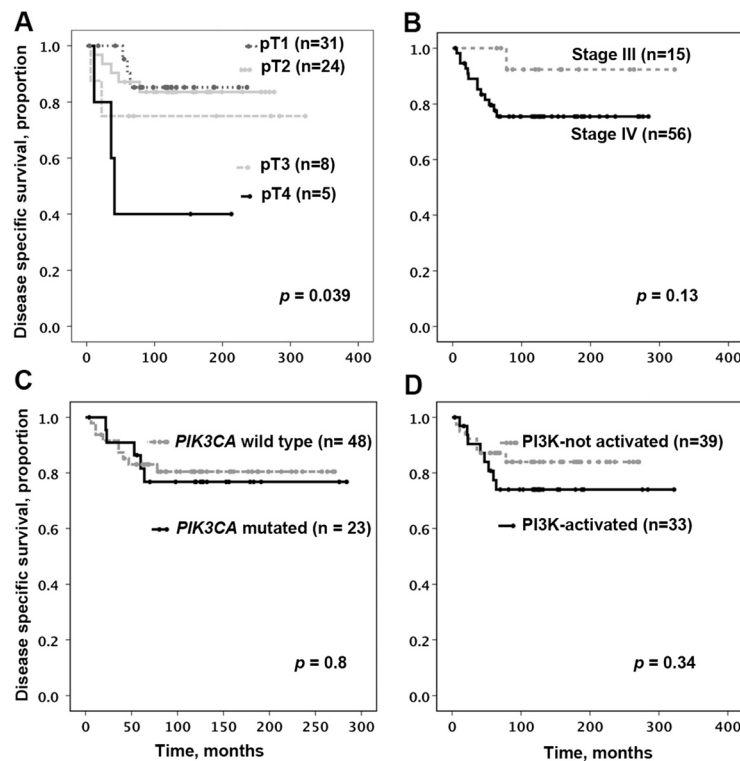 A
Disease specific survival, proportion
1.0
0.8
0.6
0.4
0.2
0.0
pT1 (n=31)
pT2 (n=24)
pT3 (n=8)
pT4 (n=5)
p = 0.039
0 100 200 300 400
B
1.0
0.8
0.6
0.4
0.2
0.0
Stage III (n=15)
Stage IV (n=56)
p = 0.13
0 100 200 300 400
C
Disease specific survival, proportion
1.0
0.8
0.6
0.4
0.2
0.0
PIK3CA wild type (n= 48)
PIK3CA mutated (n = 23)
p = 0.8
0 50 100 150 200 250 300
Time, months
D
1.0
0.8
0.6
0.4
0.2
0.0
PI3K-not activated (n=39)
PI3K-activated (n=33)
p = 0.34
0 100 200 300 400
Time, months